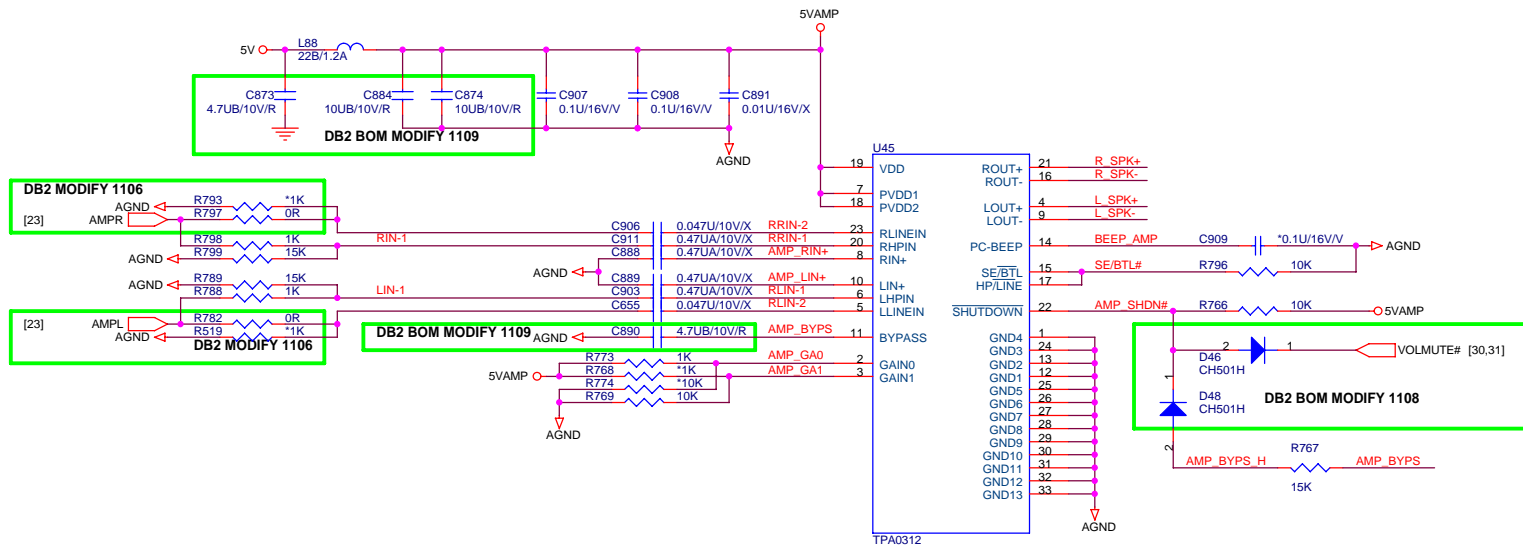 5VAMP
5V
L88
22B/1.2A
C873
4.7UB/10V/R
C884
10UB/10V/R
C874
10UB/10V/R
C907
0.1U/16V/V
C908
0.1U/16V/V
C891
0.01U/16V/X
DB2 BOM MODIFY 1109
AGND
U45
DB2 MODIFY 1106
AGND R793 *1K
[23] AMPR R797 0R
R798 1K RIN-1
AGND R799 15K
R789 15K
AGND R788 1K LIN-1
[23] AMPL R782 0R
AGND R519 *1K
DB2 MODIFY 1106
C906 0.047U/10V/X RRIN-2 23 RLINEIN
C911 0.47UA/10V/X RRIN-1 20 RHPIN
C888 0.47UA/10V/X AMP_RIN+ 8 RIN+
AGND
C889 0.47UA/10V/X AMP_LIN+ 10 LIN+
C903 0.47UA/10V/X RLIN-1 6 LHPIN
C655 0.047U/10V/X RLIN-2 5 LLINEIN
DB2 BOM MODIFY 1109
AGND C890 4.7UB/10V/R AMP_BYPS 11 BYPASS
R773 1K AMP_GA0 2 GAIN0
5VAMP R768 *1K AMP_GA1 3 GAIN1
R774 *10K
R769 10K
AGND
19 VDD
7 PVDD1
18 PVDD2
ROUT+ 21 R_SPK+
ROUT- 16 R_SPK-
LOUT+ 4 L_SPK+
LOUT- 9 L_SPK-
PC-BEEP 14 BEEP_AMP C909 *0.1U/16V/V AGND
SE/BTL 15 SE/BTL# R796 10K
HP/LINE 17
SHUTDOWN 22 AMP_SHDN# R766 10K 5VAMP
GND4 1
GND3 24
GND2 13
GND1 12
GND5 25
GND6 26
GND7 27
GND8 28
GND9 29
GND10 30
GND11 31
GND12 32
GND13 33
AGND
TPA0312
2 1 VOLMUTE# [30,31]
D46
CH501H
1
D48
CH501H
2
DB2 BOM MODIFY 1108
AMP_BYPS_H R767 AMP_BYPS
15K